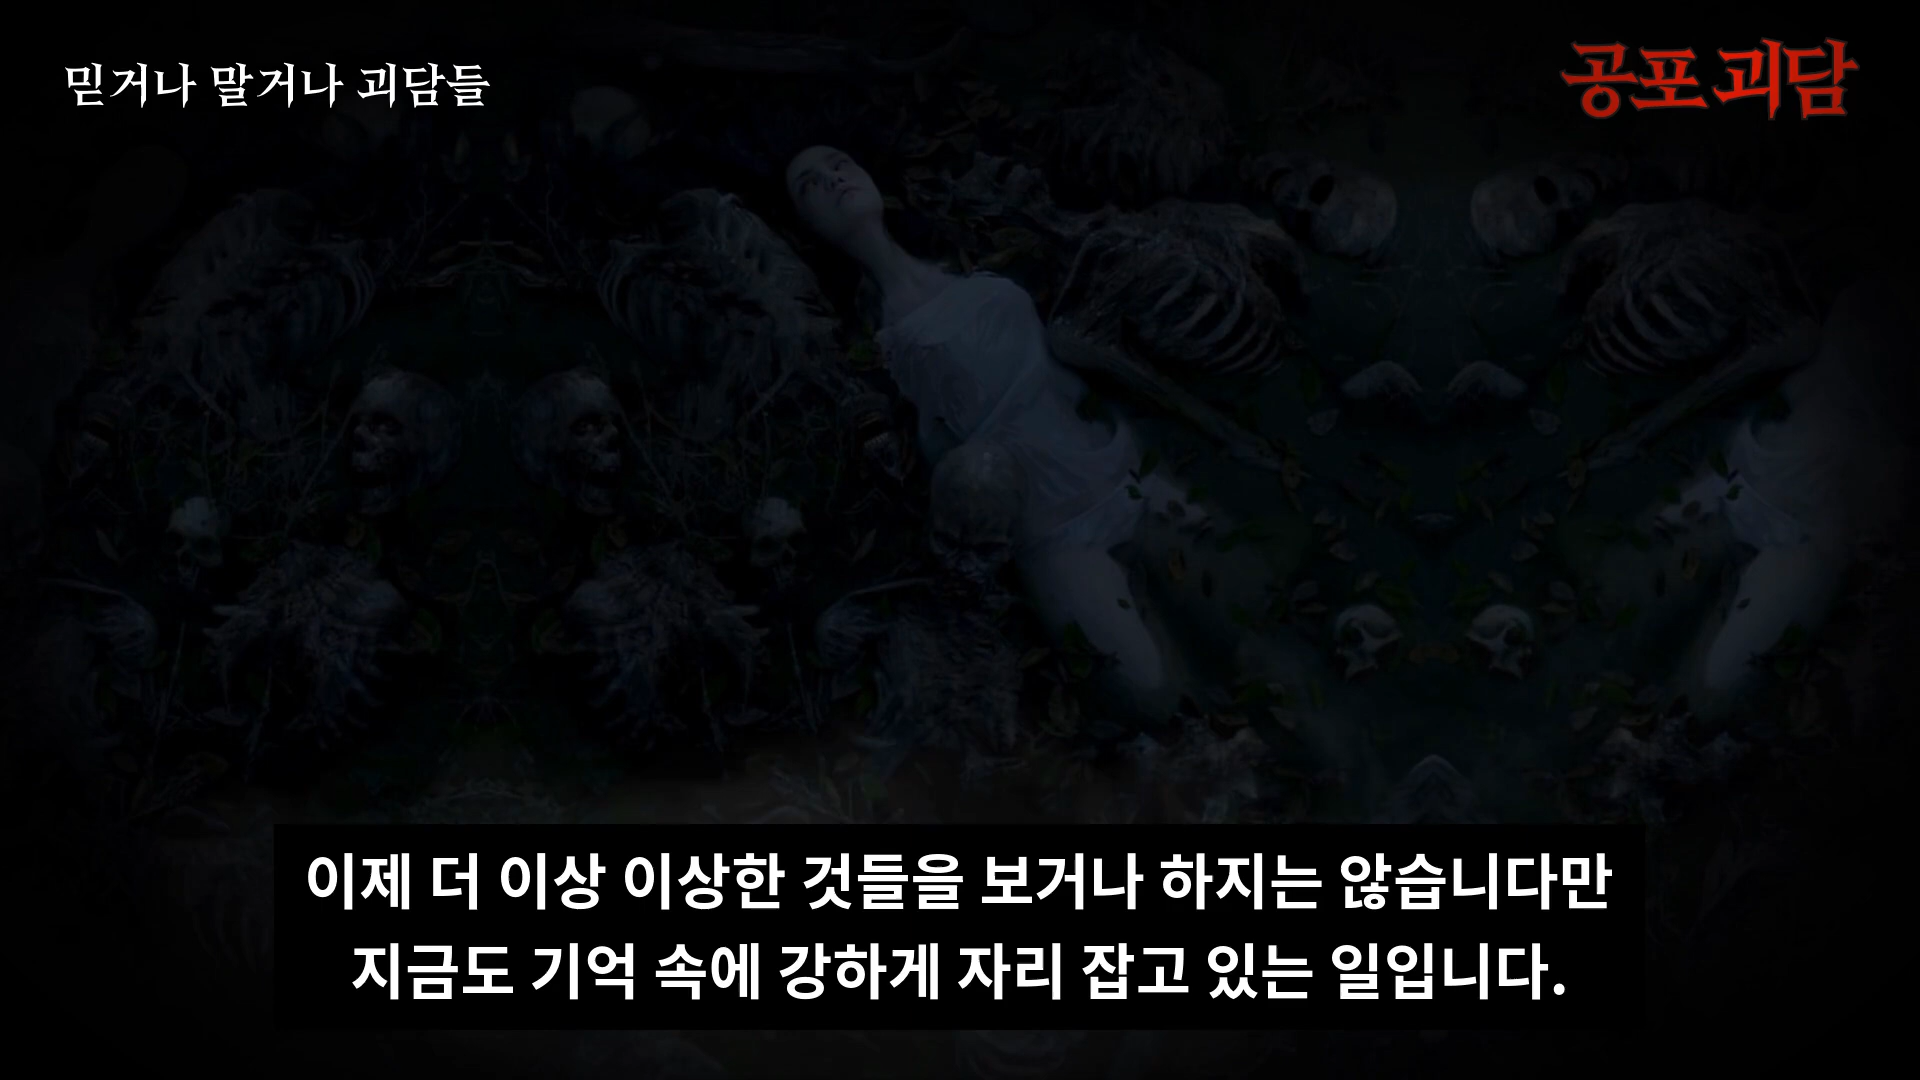 믿거나 말거나 괴담들
공포 괴담
이제 더 이상 이상한 것들을 보거나 하지는 않습니다만
지금도 기억 속에 강하게 자리 잡고 있는 일입니다.